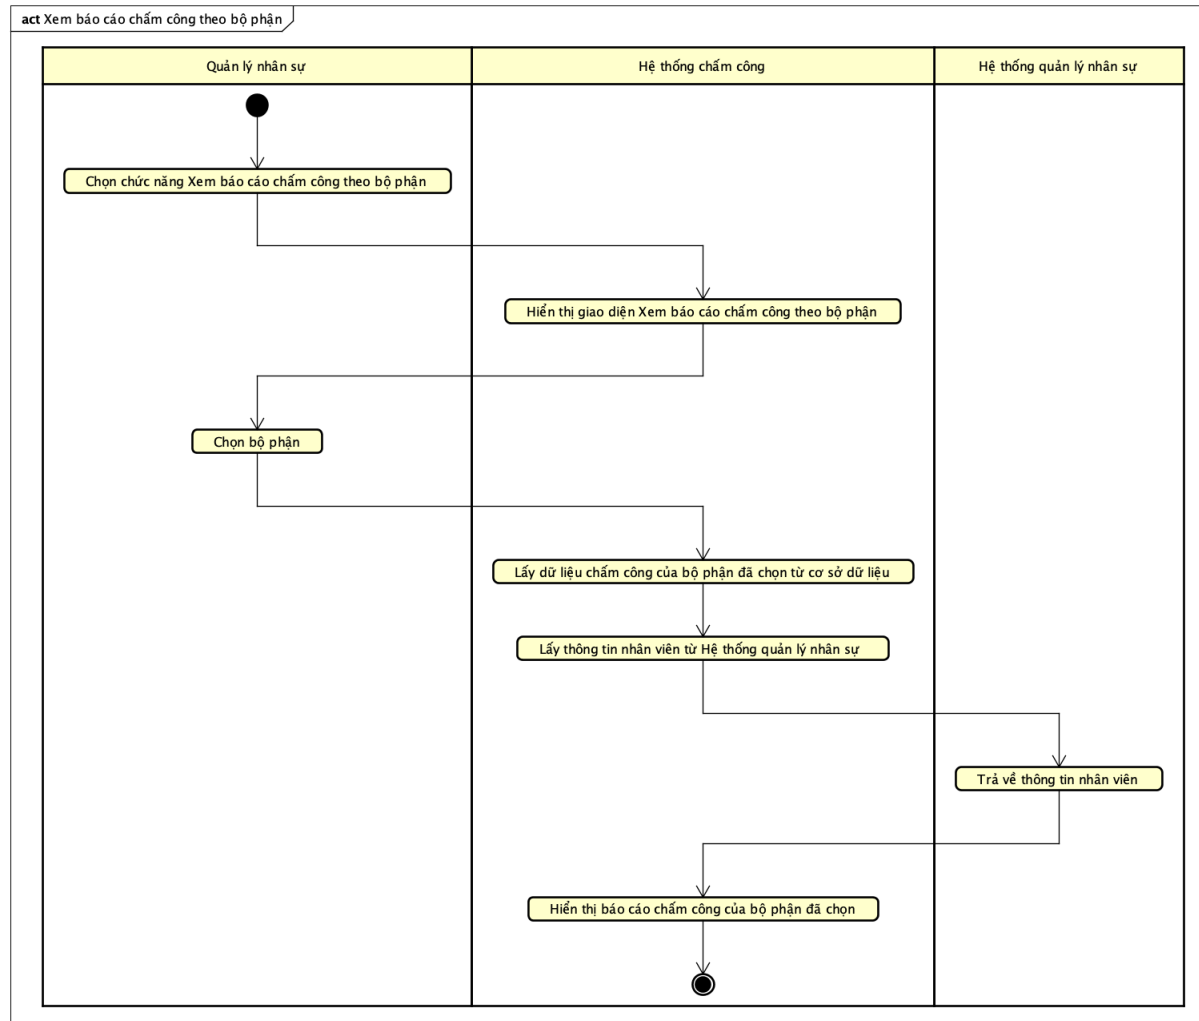 act Xem báo cáo chấm công theo bộ phận
Quản lý nhân sự
Hệ thống chấm công
Hệ thống quản lý nhân sự
Chọn chức năng Xem báo cáo chấm công theo bộ phận
Hiển thị giao diện Xem báo cáo chấm công theo bộ phận
Chọn bộ phận
Lấy dữ liệu chấm công của bộ phận đã chọn từ cơ sở dữ liệu
Lấy thông tin nhân viên từ Hệ thống quản lý nhân sự
Trả về thông tin nhân viên
Hiển thị báo cáo chấm công của bộ phận đã chọn